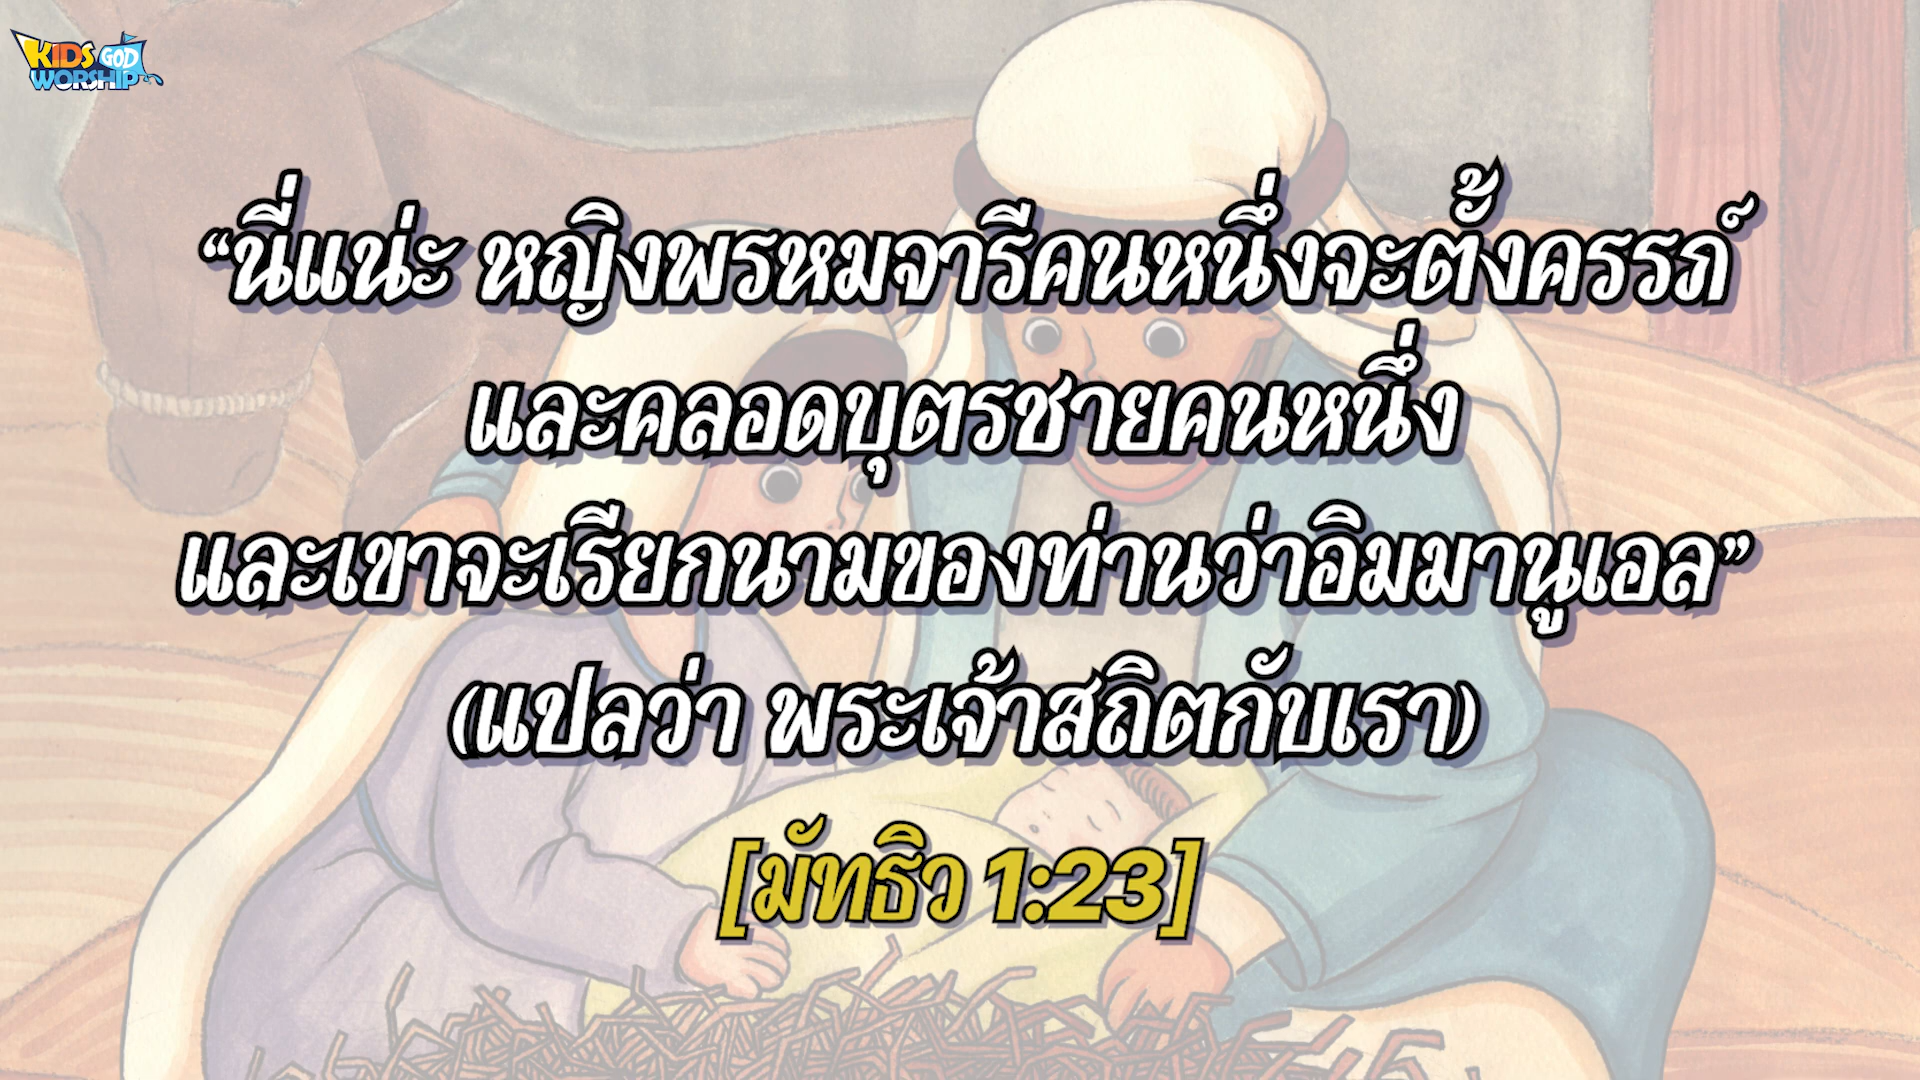 KIDS GOD
WORSHIP
“นี่แน่ะ หญิงพรหมจารีคนหนึ่งจะตั้งครรภ์
และคลอดบุตรชายคนหนึ่ง
และเขาจะเรียกนามของท่านว่าอิมมานูเอล”
(แปลว่า พระเจ้าสถิตกับเรา)
[มัทธิว 1:23]